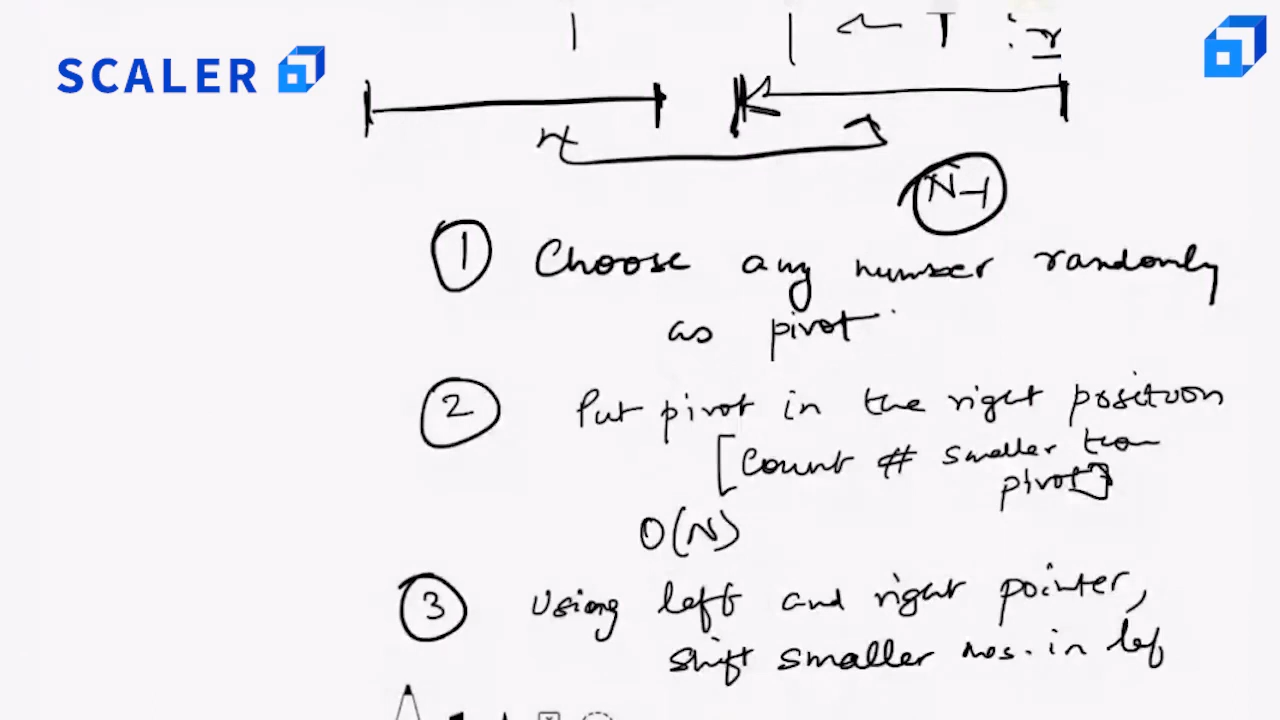 SCALER
N-1
1 Choose any number randomly
as pivot
2 Put pivot in the right position
[Count # smaller than
pivot]
O(N)
3 Using left and right pointer,
shift smaller nos. in lef